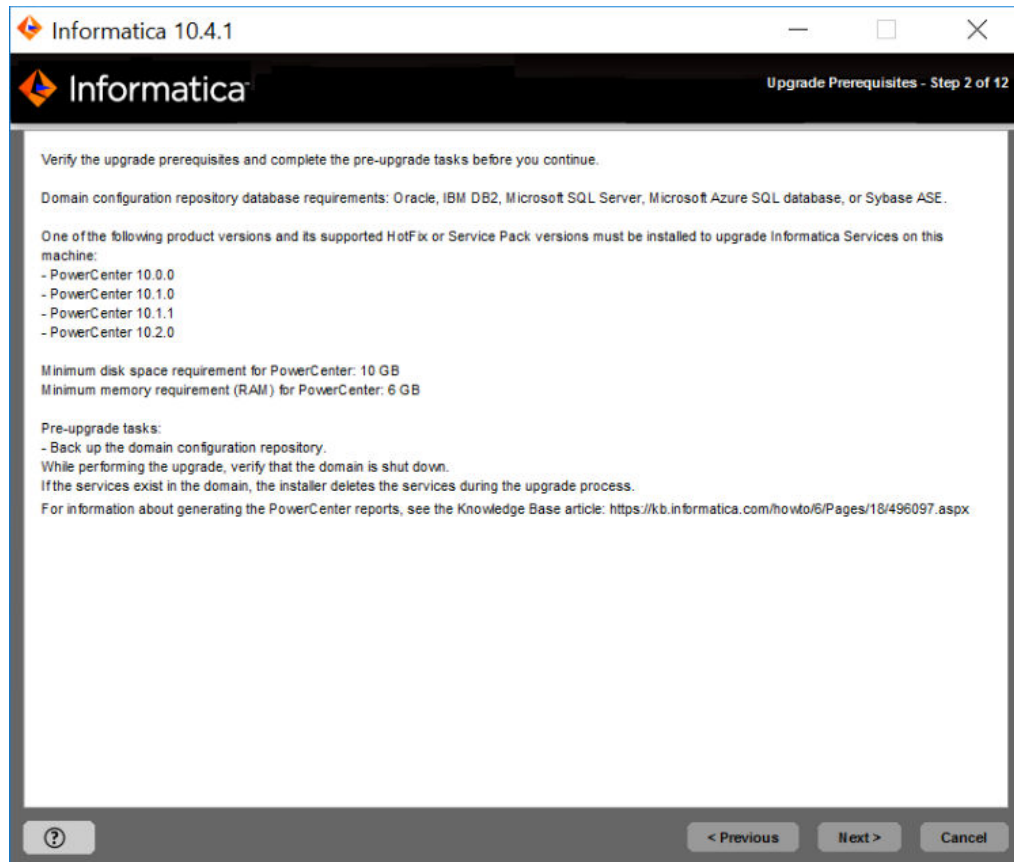 Informatica 10.4.1
Informatica
Upgrade Prerequisites - Step 2 of 12
Verify the upgrade prerequisites and complete the pre-upgrade tasks before you continue.
Domain configuration repository database requirements: Oracle, IBM DB2, Microsoft SQL Server, Microsoft Azure SQL database, or Sybase ASE.
One of the following product versions and its supported HotFix or Service Pack versions must be installed to upgrade Informatica Services on this
machine:
- PowerCenter 10.0.0
- PowerCenter 10.1.0
- PowerCenter 10.1.1
- PowerCenter 10.2.0
Minimum disk space requirement for PowerCenter: 10 GB
Minimum memory requirement (RAM) for PowerCenter: 6 GB
Pre-upgrade tasks:
- Back up the domain configuration repository.
While performing the upgrade, verify that the domain is shut down.
If the services exist in the domain, the installer deletes the services during the upgrade process.
For information about generating the PowerCenter reports, see the Knowledge Base article: https://kb.informatica.com/howto/6/Pages/18/496097.aspx
?
< Previous
Next >
Cancel